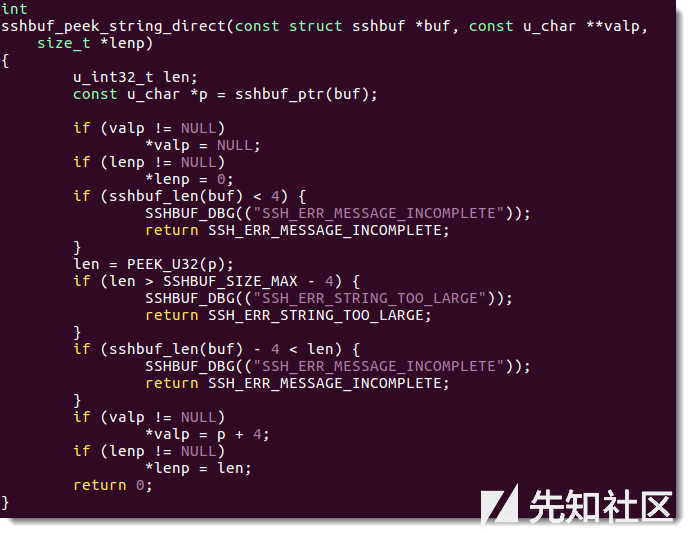 int
sshbuf_peek_string_direct(const struct sshbuf *buf, const u_char **valp,
    size_t *lenp)
{
        u_int32_t len;
        const u_char *p = sshbuf_ptr(buf);

        if (valp != NULL)
                *valp = NULL;
        if (lenp != NULL)
                *lenp = 0;
        if (sshbuf_len(buf) < 4) {
                SSHBUF_DBG(("SSH_ERR_MESSAGE_INCOMPLETE"));
                return SSH_ERR_MESSAGE_INCOMPLETE;
        }
        len = PEEK_U32(p);
        if (len > SSHBUF_SIZE_MAX - 4) {
                SSHBUF_DBG(("SSH_ERR_STRING_TOO_LARGE"));
                return SSH_ERR_STRING_TOO_LARGE;
        }
        if (sshbuf_len(buf) - 4 < len) {
                SSHBUF_DBG(("SSH_ERR_MESSAGE_INCOMPLETE"));
                return SSH_ERR_MESSAGE_INCOMPLETE;
        }
        if (valp != NULL)
                *valp = p + 4;
        if (lenp != NULL)
                *lenp = len;
        return 0;
}
先知社区